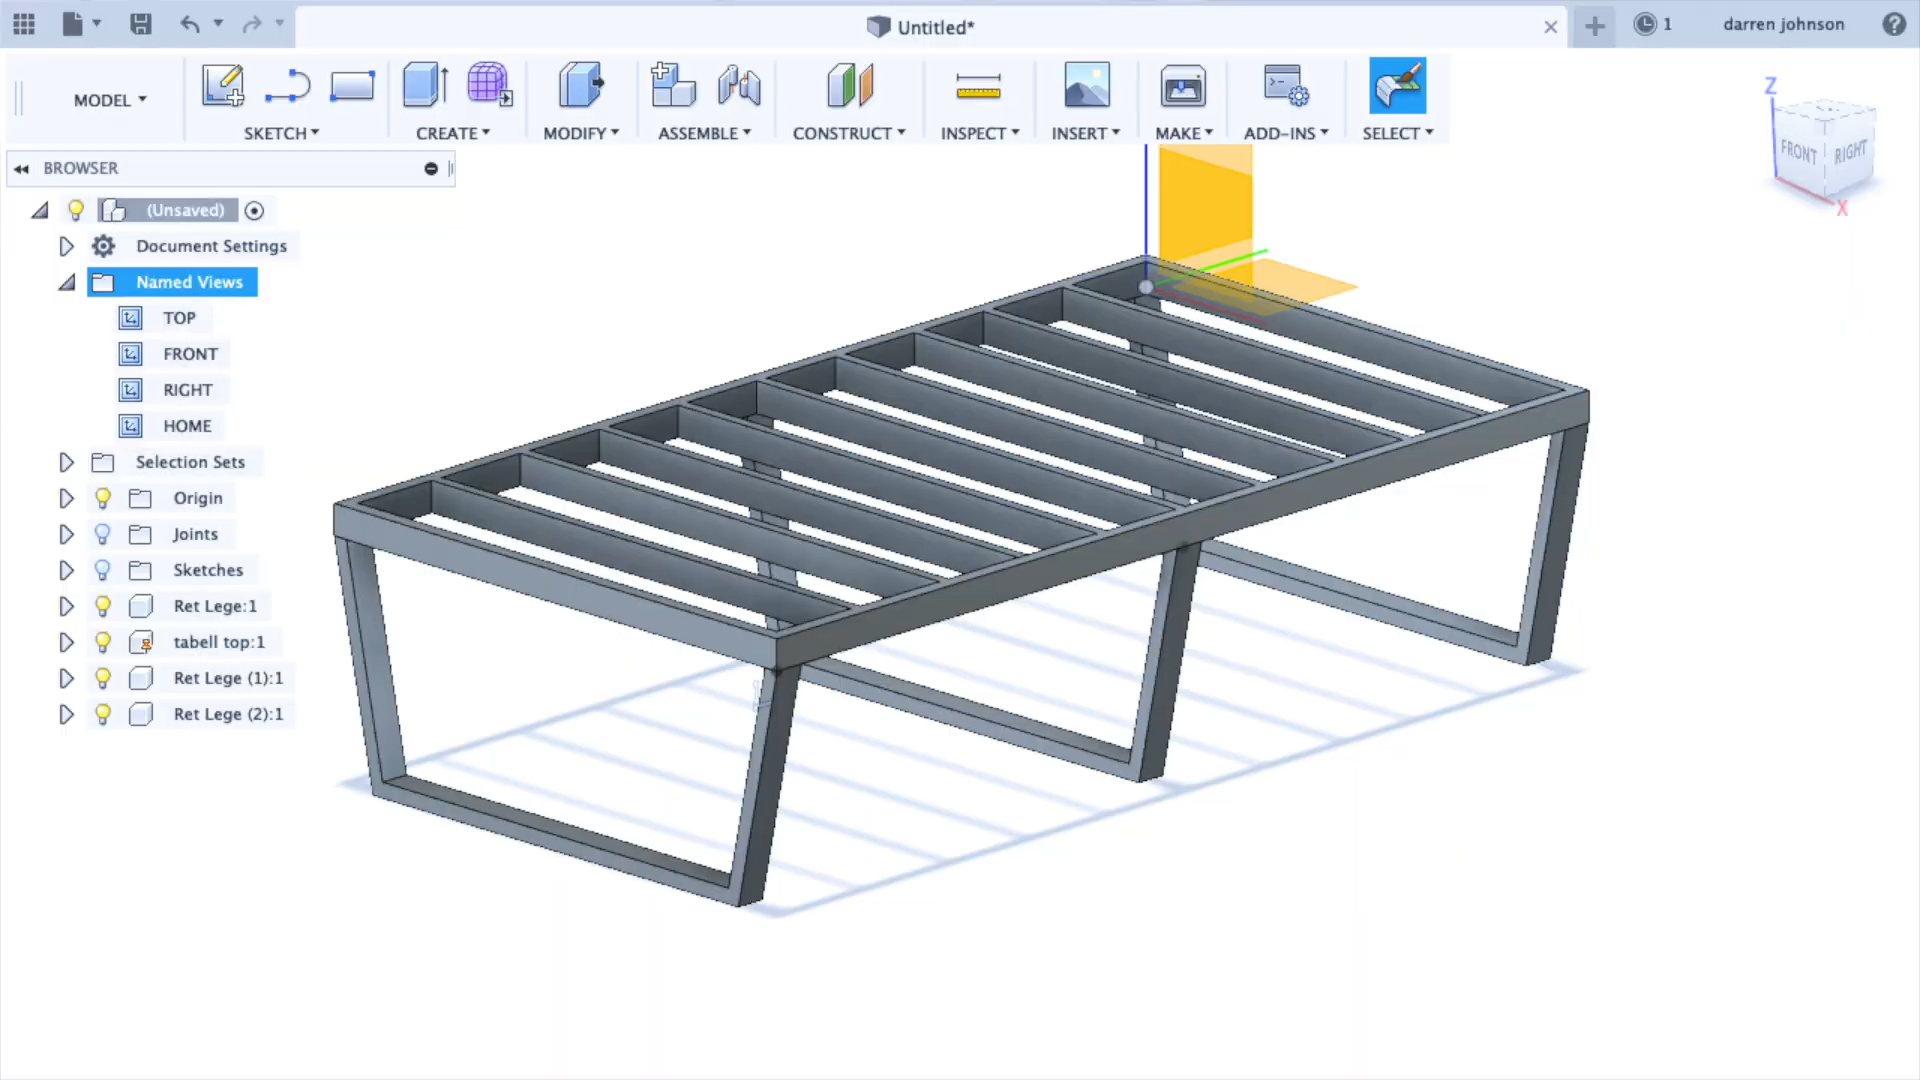 Untitled*
1
darren johnson
MODEL
SKETCH
CREATE
MODIFY
ASSEMBLE
CONSTRUCT
INSPECT
INSERT
MAKE
ADD-INS
SELECT
Z
FRONT
RIGHT
X
BROWSER
(Unsaved)
Document Settings
Named Views
TOP
FRONT
RIGHT
HOME
Selection Sets
Origin
Joints
Sketches
Ret Lege:1
tabell top:1
Ret Lege (1):1
Ret Lege (2):1